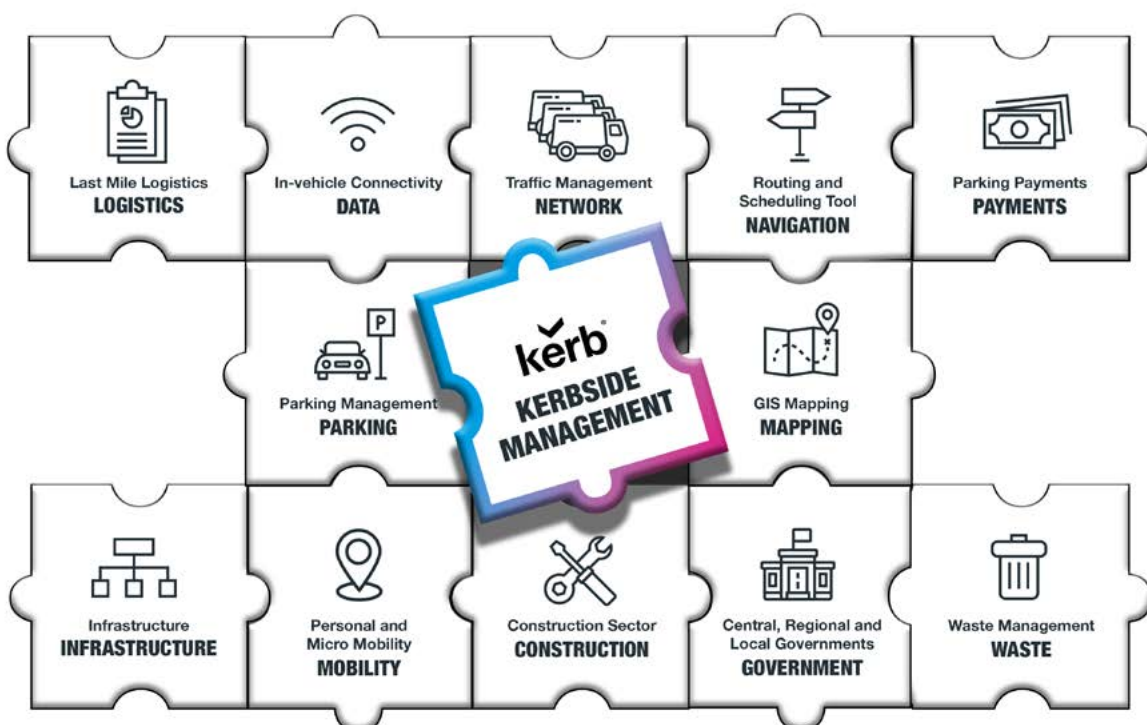 Last Mile Logistics
LOGISTICS
In-vehicle Connectivity
DATA
Traffic Management
NETWORK
Routing and
Scheduling Tool
NAVIGATION
Parking Payments
PAYMENTS
P
Parking Management
PARKING
kerb
KERBSIDE
MANAGEMENT
GIS Mapping
MAPPING
Infrastructure
INFRASTRUCTURE
Personal and
Micro Mobility
MOBILITY
Construction Sector
CONSTRUCTION
Central, Regional and
Local Governments
GOVERNMENT
Waste Management
WASTE